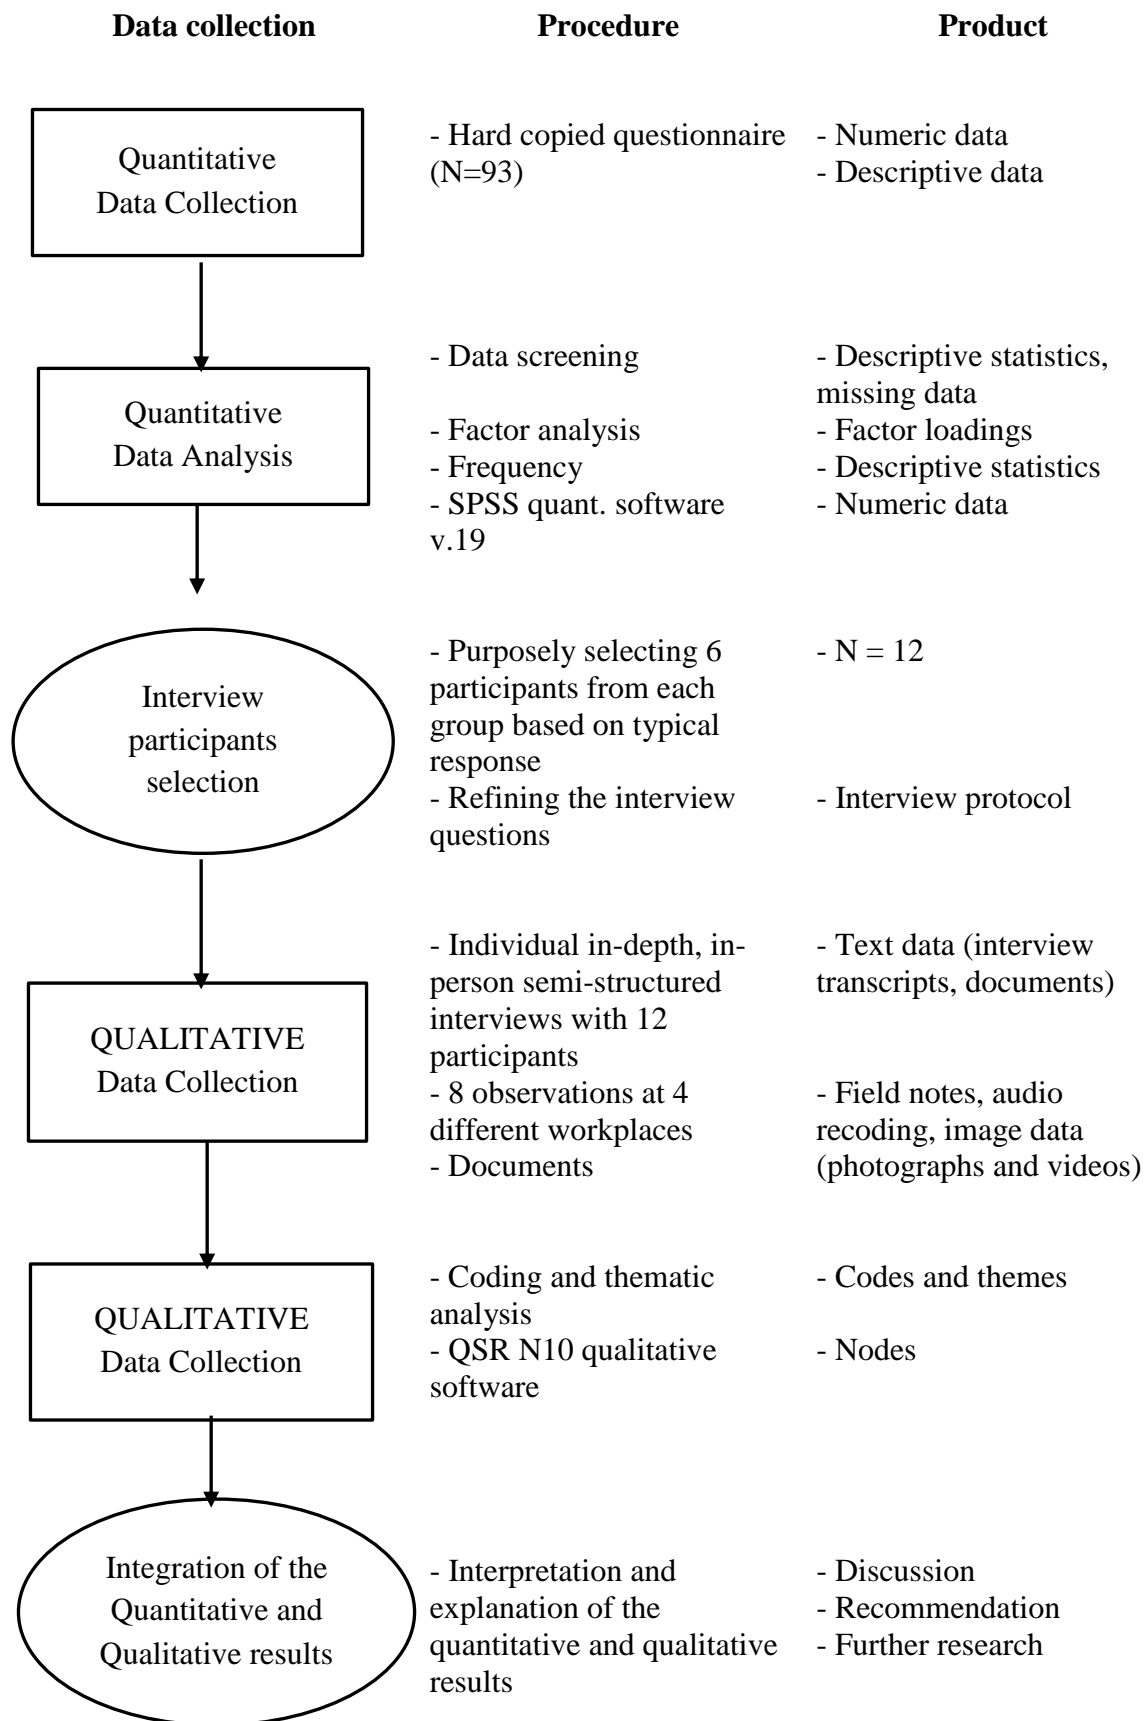 Data collection Procedure Product
Quantitative
Data Collection
- Hard copied questionnaire
(N=93)
- Numeric data
- Descriptive data
Quantitative
Data Analysis
- Data screening
- Factor analysis
- Frequency
- SPSS quant. software
v.19
- Descriptive statistics,
missing data
- Factor loadings
- Descriptive statistics
- Numeric data
Interview
participants
selection
- Purposely selecting 6
participants from each
group based on typical
response
- Refining the interview
questions
- N = 12
- Interview protocol
QUALITATIVE
Data Collection
- Individual in-depth, in-
person semi-structured
interviews with 12
participants
- 8 observations at 4
different workplaces
- Documents
- Text data (interview
transcripts, documents)
- Field notes, audio
recoding, image data
(photographs and videos)
QUALITATIVE
Data Collection
- Coding and thematic
analysis
- QSR N10 qualitative
software
- Codes and themes
- Nodes
Integration of the
Quantitative and
Qualitative results
- Interpretation and
explanation of the
quantitative and qualitative
results
- Discussion
- Recommendation
- Further research